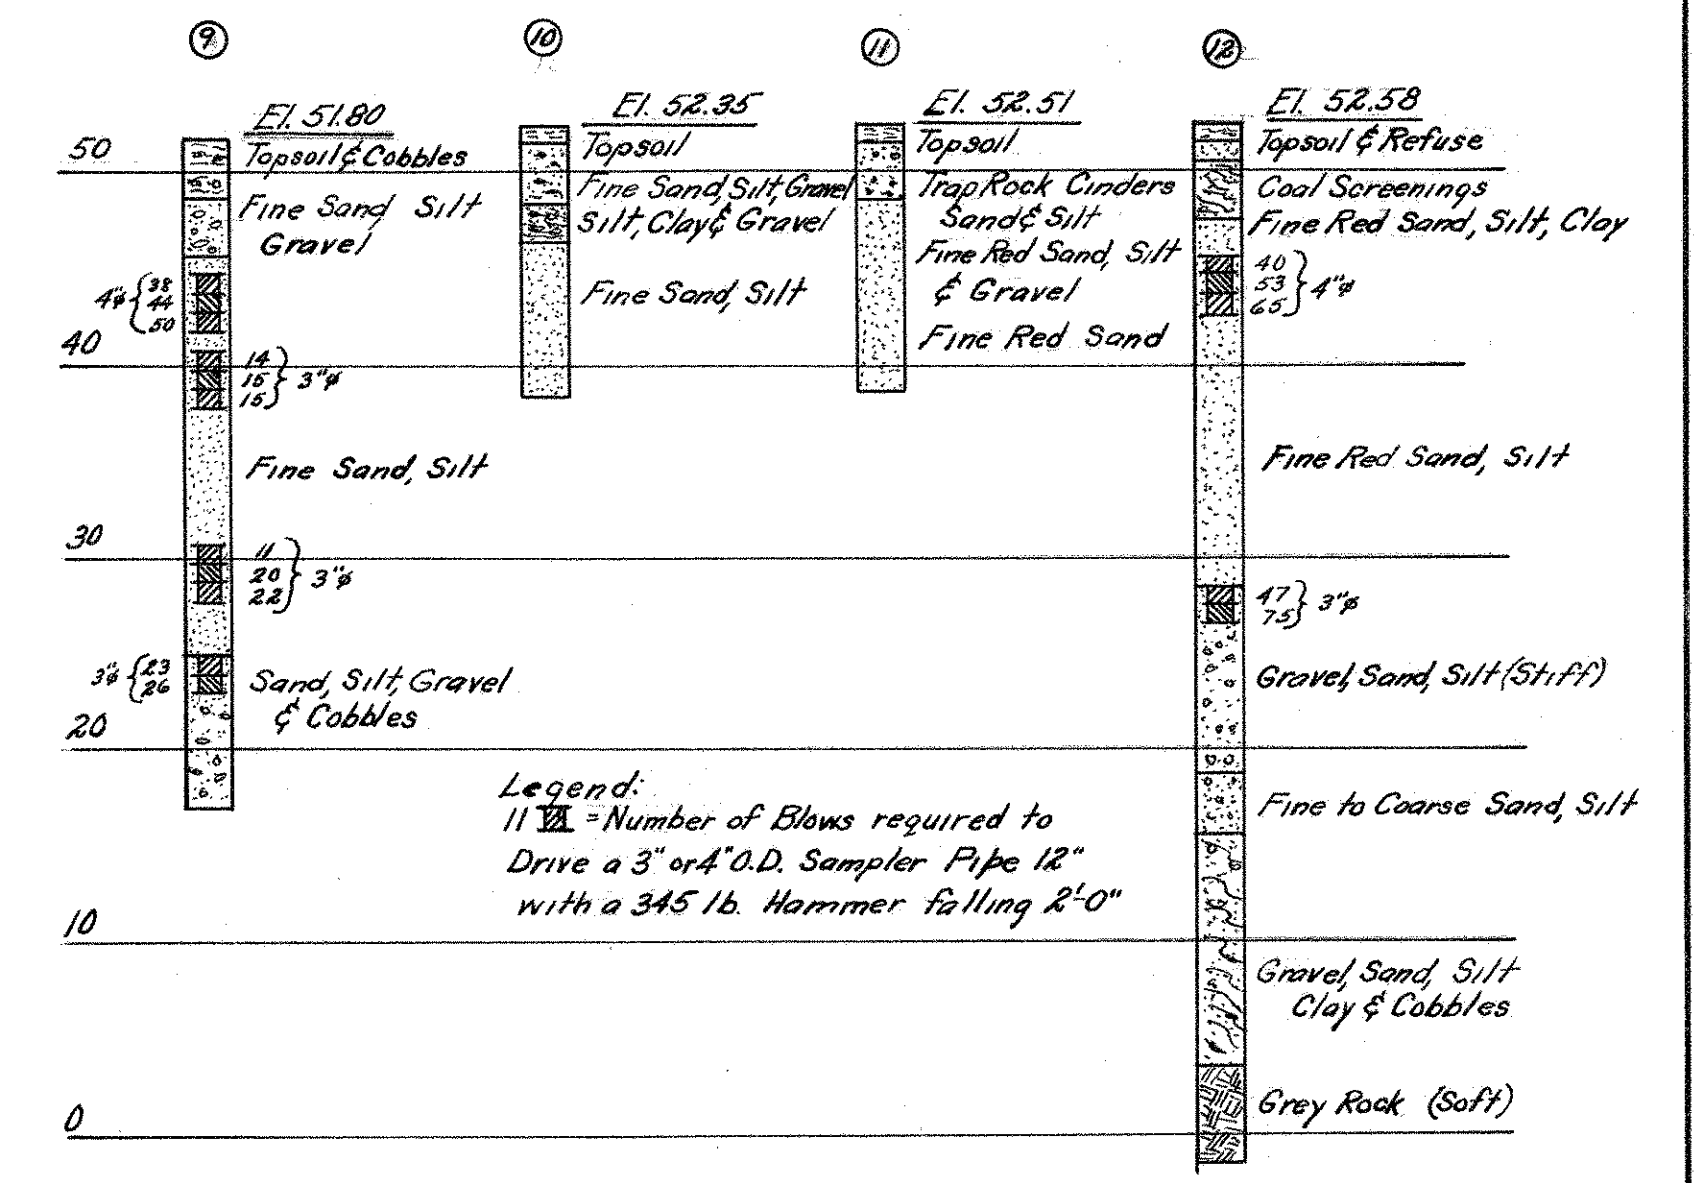 9
10
11
12
El. 51.80
El. 52.35
El. 52.51
El. 52.58
50
Topsoil & Cobbles
Fine Sand, Silt
Gravel
4"φ { 38
44
50
40
14
15
15 } 3"φ
Fine Sand, Silt
30
11
20
22 } 3"φ
3"φ { 23
26
Sand, Silt, Gravel
& Cobbles
20
10
0
Topsoil
Fine Sand, Silt, Gravel
Silt, Clay & Gravel
Fine Sand, Silt
Topsoil
Trap Rock Cinders
Sand & Silt
Fine Red Sand, Silt
& Gravel
Fine Red Sand
Topsoil & Refuse
Coal Screenings
Fine Red Sand, Silt, Clay
40
53
65 } 4"φ
Fine Red Sand, Silt
47
75 } 3"φ
Gravel, Sand, Silt (Stiff)
Fine to Coarse Sand, Silt
Gravel, Sand, Silt
Clay & Cobbles
Grey Rock (Soft)
Legend:
11 = Number of Blows required to
Drive a 3" or 4" O.D. Sampler Pipe 12"
with a 345 lb. Hammer falling 2'-0"